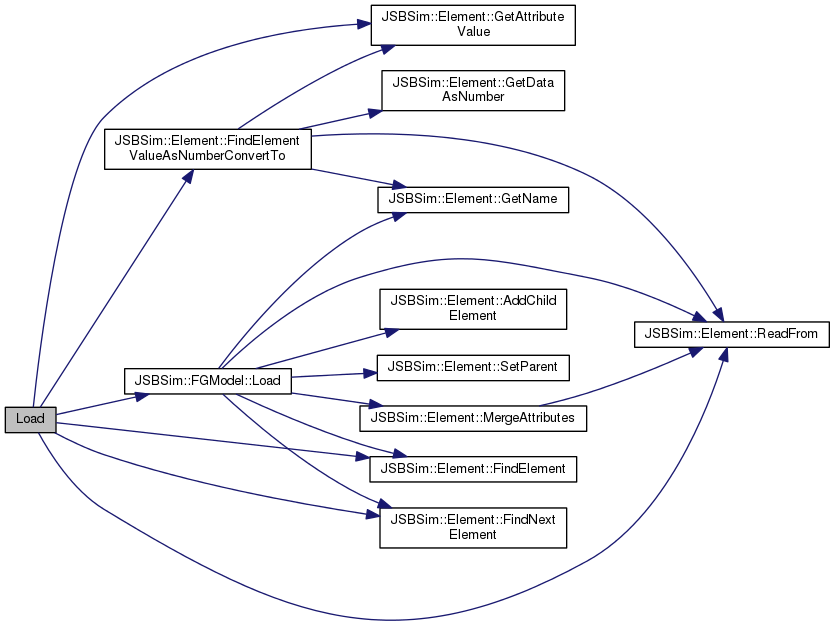 JSBSim::Element::GetAttribute
Value
JSBSim::Element::GetData
AsNumber
JSBSim::Element::FindElement
ValueAsNumberConvertTo
JSBSim::Element::GetName
JSBSim::Element::AddChild
Element
JSBSim::Element::ReadFrom
JSBSim::Element::SetParent
JSBSim::FGModel::Load
JSBSim::Element::MergeAttributes
Load
JSBSim::Element::FindElement
JSBSim::Element::FindNext
Element